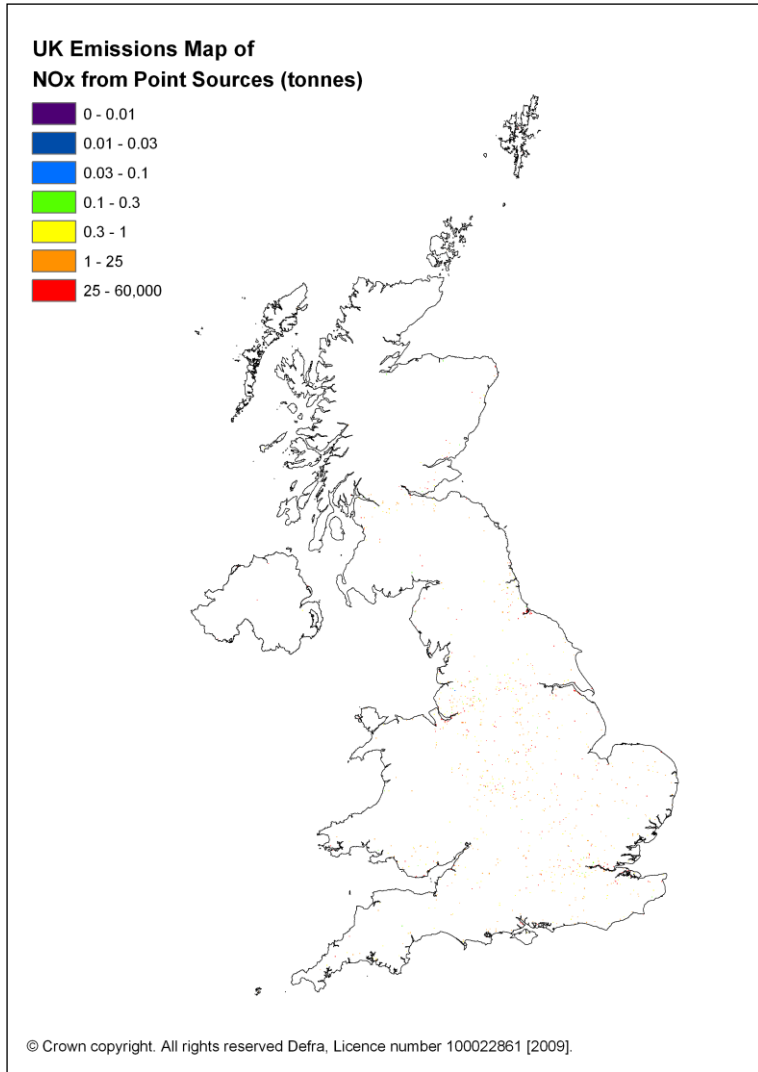 UK Emissions Map of
NOx from Point Sources (tonnes)
0 - 0.01
0.01 - 0.03
0.03 - 0.1
0.1 - 0.3
0.3 - 1
1 - 25
25 - 60,000
© Crown copyright. All rights reserved Defra, Licence number 100022861 [2009].